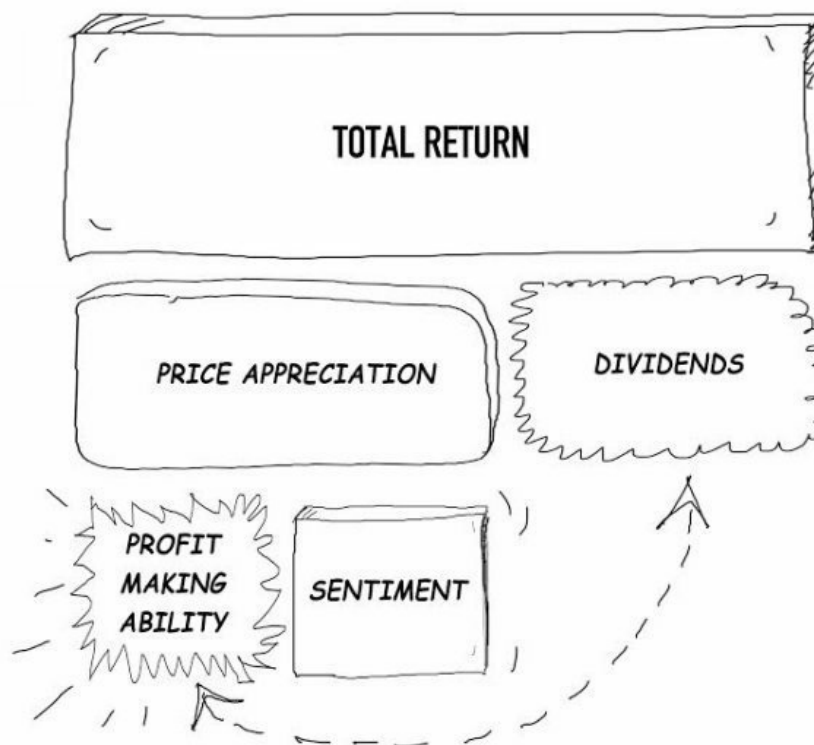 TOTAL RETURN
PRICE APPRECIATION
DIVIDENDS
PROFIT
MAKING
ABILITY
SENTIMENT